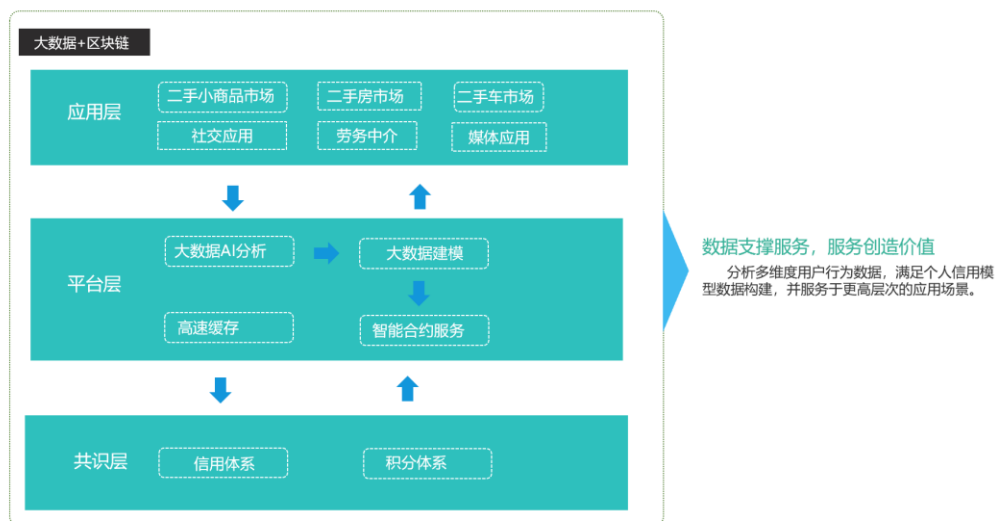 大数据+区块链
应用层
二手小商品市场
二手房市场
二手车市场
社交应用
劳务中介
媒体应用
平台层
大数据AI分析
大数据建模
高速缓存
智能合约服务
共识层
信用体系
积分体系
数据支撑服务，服务创造价值
分析多维度用户行为数据，满足个人信用模
型数据构建，并服务于更高层次的应用场景。